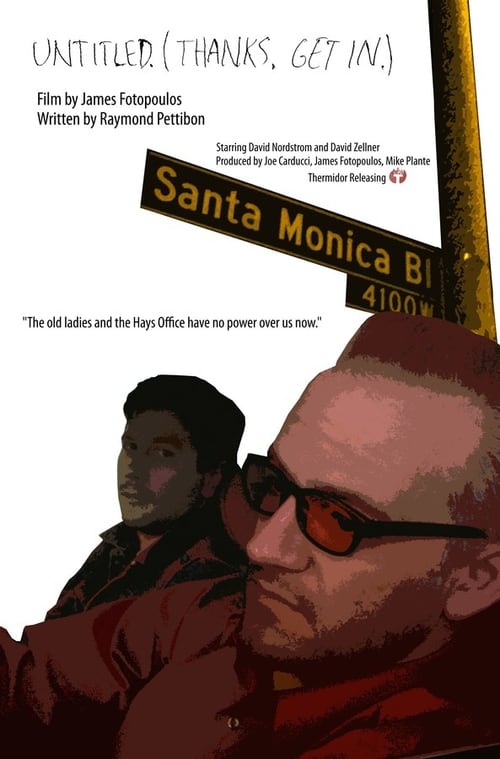 UNTITLED. (THANKS, GET IN.)
Film by James Fotopoulos
Written by Raymond Pettibon
Starring David Nordstrom and David Zellner
Produced by Joe Carducci, James Fotopoulos, Mike Plante
Thermidor Releasing
Santa Monica Bl
4100W
"The old ladies and the Hays Office have no power over us now."